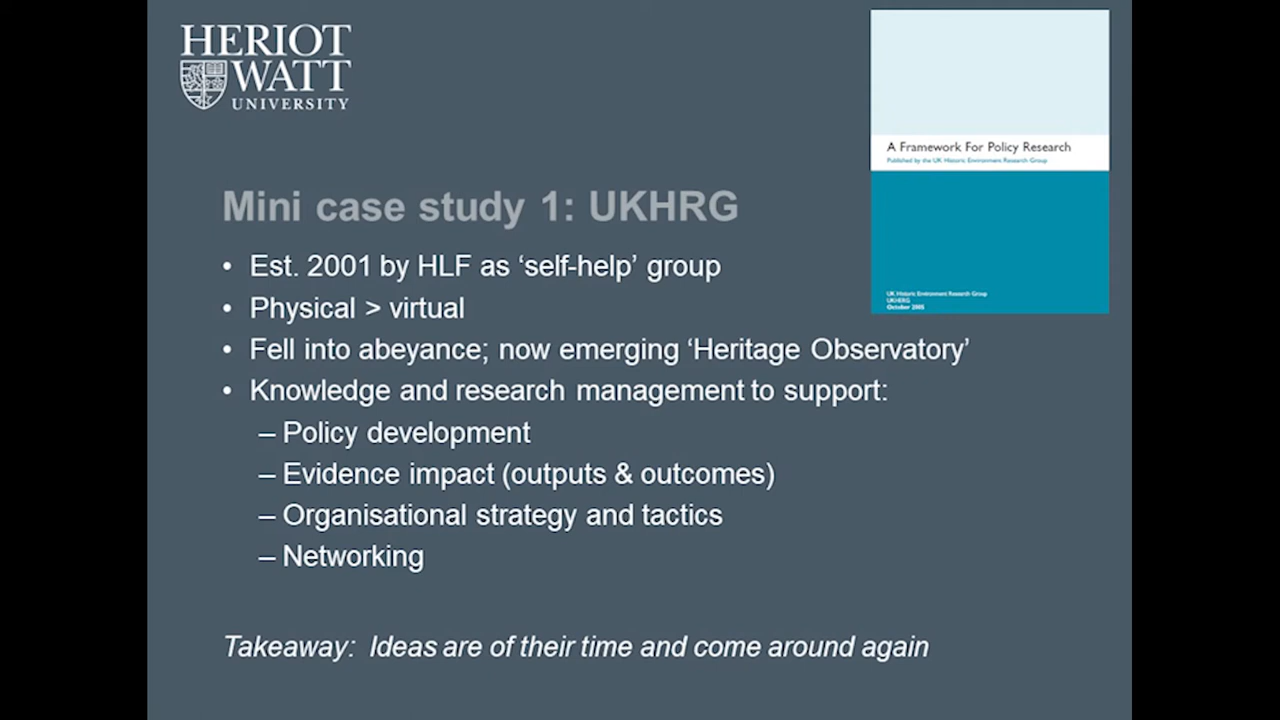 HERIOT
WATT
UNIVERSITY
A Framework For Policy Research
Published by the UK Historic Environment Research Group
Mini case study 1: UKHRG
• Est. 2001 by HLF as ‘self-help’ group
• Physical > virtual
• Fell into abeyance; now emerging ‘Heritage Observatory’
• Knowledge and research management to support:
– Policy development
– Evidence impact (outputs & outcomes)
– Organisational strategy and tactics
– Networking
UK Historic Environment Research Group
UKHERG
October 2005
Takeaway: Ideas are of their time and come around again